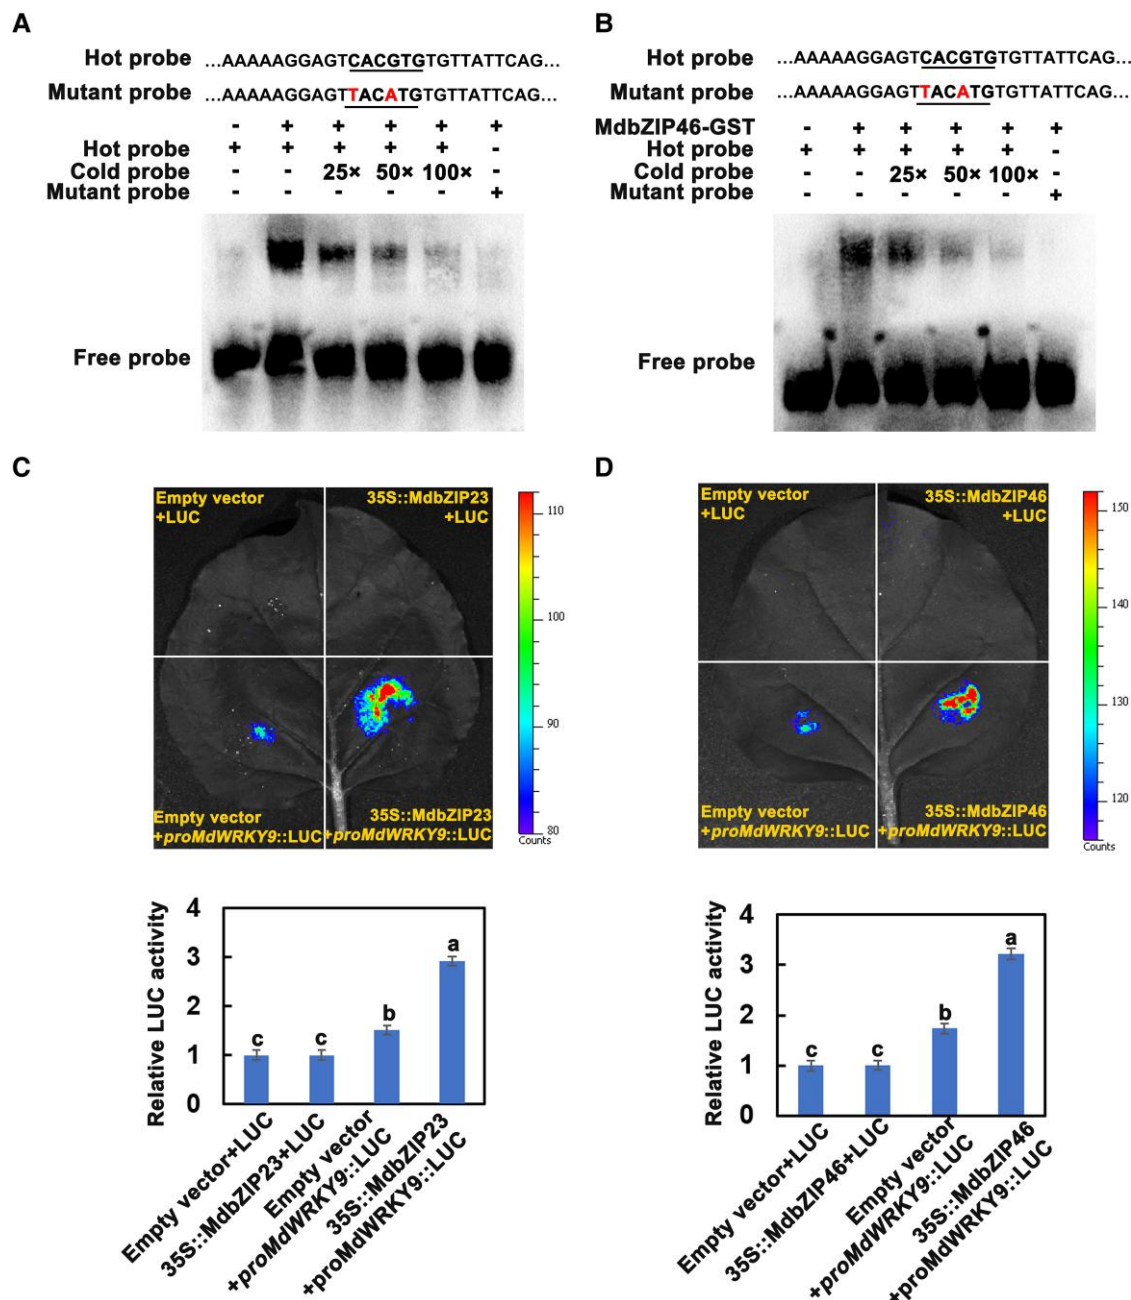 A
Hot probe ...AAAAAGGAGTCACGTGTGTTATTCAG...
Mutant probe ...AAAAAGGAGTTACATGTGTTATTCAG...
- + + + + +
Hot probe + + + + + -
Cold probe - - 25× 50× 100× -
Mutant probe - - - - - +
Free probe
B
Hot probe ...AAAAAGGAGTCACGTGTGTTATTCAG...
Mutant probe ...AAAAAGGAGTTACATGTGTTATTCAG...
MdbZIP46-GST - + + + + +
Hot probe + + + + + -
Cold probe - - 25× 50× 100× -
Mutant probe - - - - - +
Free probe
C
Empty vector
+LUC
35S::MdbZIP23
+LUC
Empty vector
+proMdWRKY9::LUC
35S::MdbZIP23
+proMdWRKY9::LUC
110
100
90
80
Counts
Relative LUC activity
4
3
2
1
0
c
c
b
a
Empty vector+LUC
35S::MdbZIP23+LUC
Empty vector
+proMdWRKY9::LUC
35S::MdbZIP23
+proMdWRKY9::LUC
D
Empty vector
+LUC
35S::MdbZIP46
+LUC
Empty vector
+proMdWRKY9::LUC
35S::MdbZIP46
+proMdWRKY9::LUC
150
140
130
120
Counts
Relative LUC activity
4
3
2
1
0
c
c
b
a
Empty vector+LUC
35S::MdbZIP46+LUC
Empty vector
+proMdWRKY9::LUC
35S::MdbZIP46
+proMdWRKY9::LUC